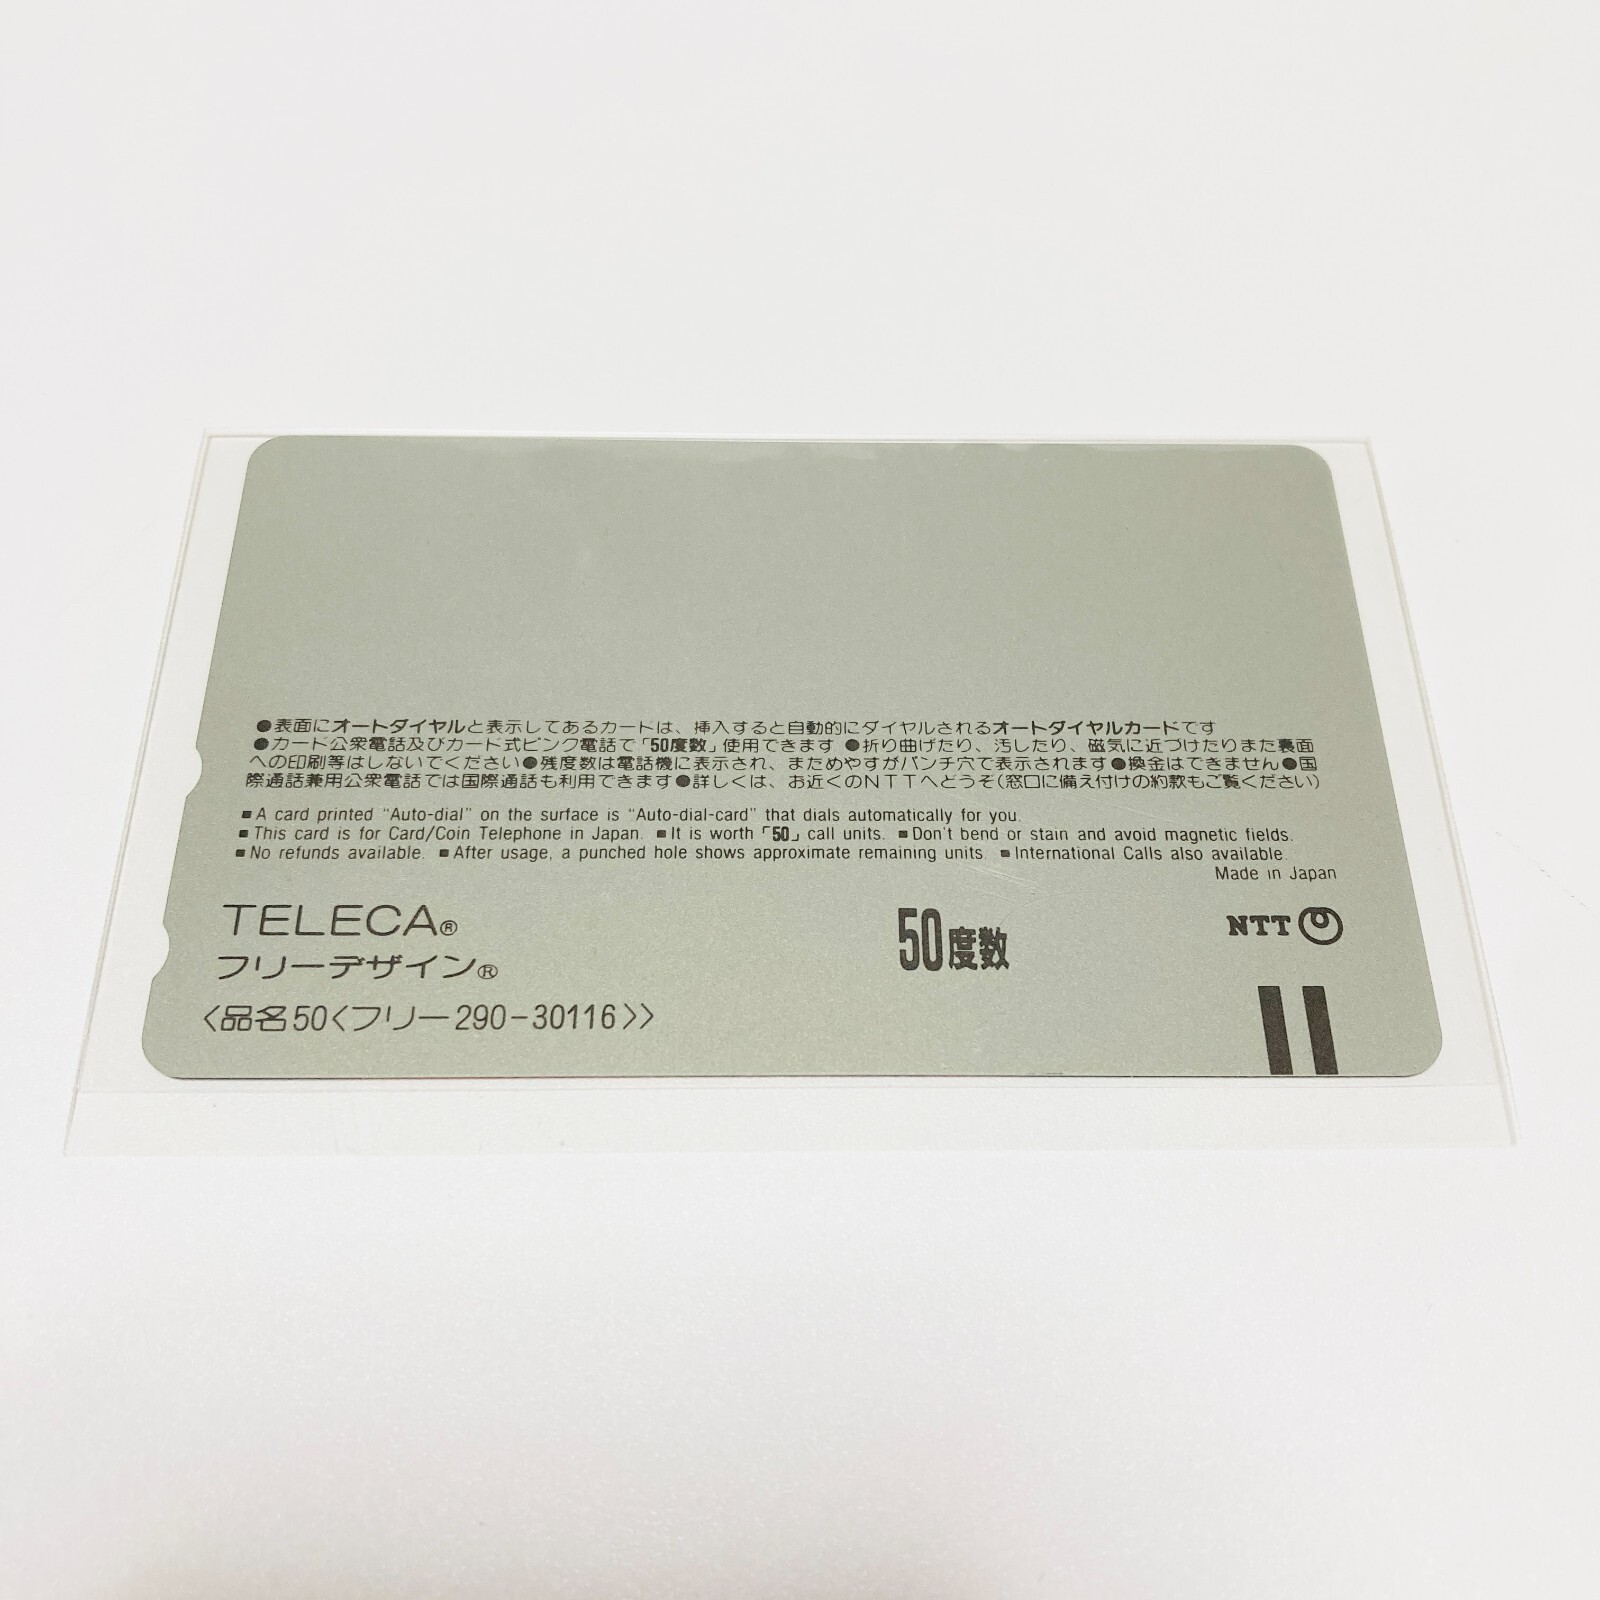 ●表面にオートダイヤルと表示してあるカードは、挿入すると自動的にダイヤルされるオートダイヤルカードです
●カード公衆電話及びカード式ピンク電話で「50度数」使用できます ●折り曲げたり、汚したり、磁気に近づけたりまた裏面
への印刷等はしないでください●残度数は電話機に表示され、まためやすがパンチ穴で表示されます●換金はできません●国
際通話兼用公衆電話では国際通話も利用できます●詳しくは、お近くのNTTへどうぞ(窓口に備え付けの約款もご覧ください)
■A card printed "Auto-dial" on the surface is "Auto-dial-card" that dials automatically for you.
■This card is for Card/Coin Telephone in Japan. ■It is worth「50」call units. ■Don't bend or stain and avoid magnetic fields.
■No refunds available. ■After usage, a punched hole shows approximate remaining units. ■International Calls also available.
Made in Japan
TELECA®
フリーデザイン®
<品名50<フリー290-30116>>
50度数
NTT